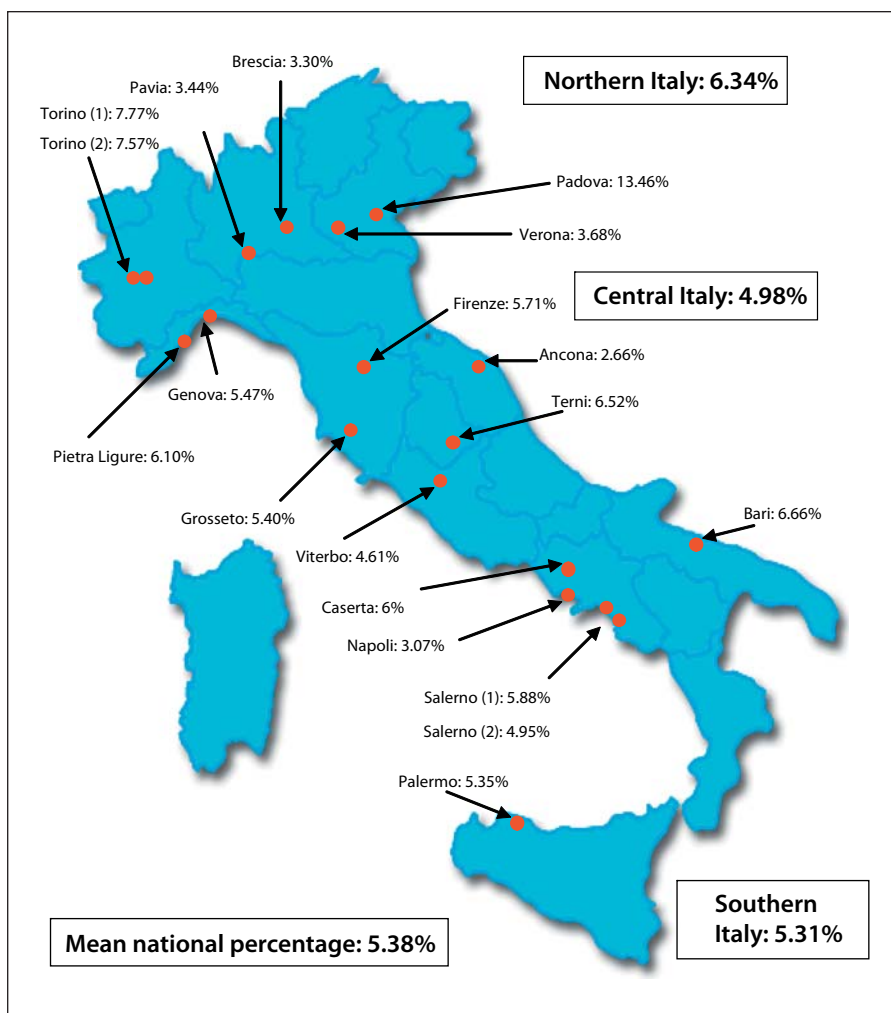 Brescia: 3.30%
Northern Italy: 6.34%
Pavia: 3.44%
Torino (1): 7.77%
Torino (2): 7.57%
Padova: 13.46%
Verona: 3.68%
Central Italy: 4.98%
Firenze: 5.71%
Ancona: 2.66%
Genova: 5.47%
Terni: 6.52%
Pietra Ligure: 6.10%
Grosseto: 5.40%
Bari: 6.66%
Viterbo: 4.61%
Caserta: 6%
Napoli: 3.07%
Salerno (1): 5.88%
Salerno (2): 4.95%
Palermo: 5.35%
Southern
Italy: 5.31%
Mean national percentage: 5.38%